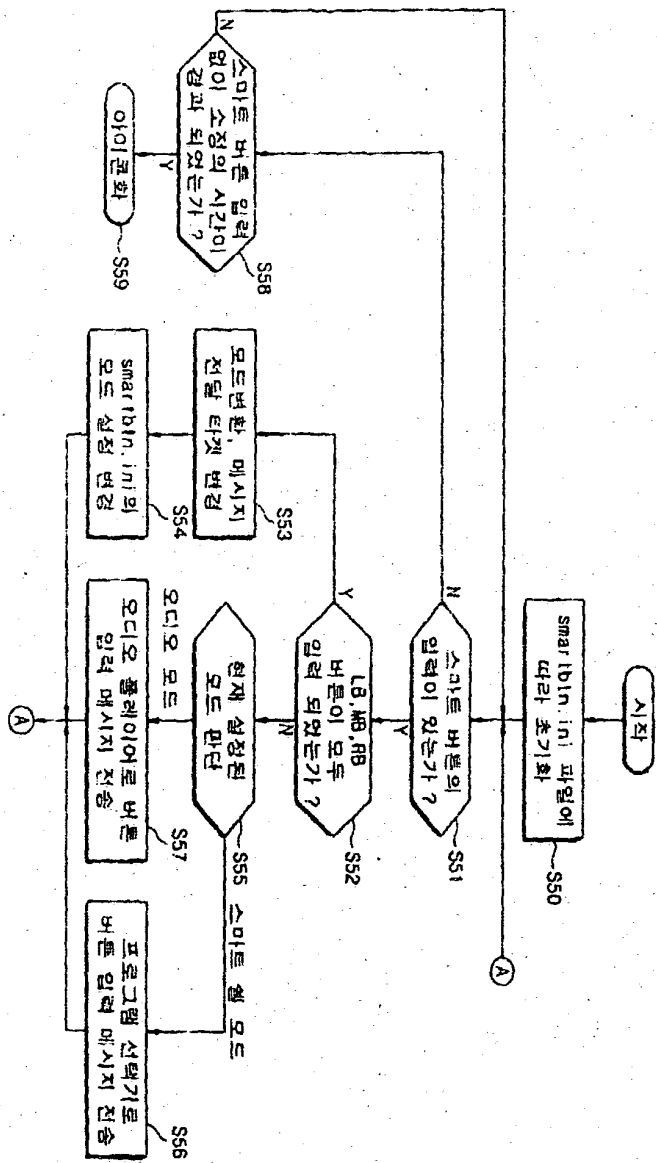 시작
smartbtn.ini 파일에
따라 초기화
S50
A
스마트 버튼의
입력이 있는가 ?
S51
N
Y
LB,MB,RB
버튼이 모두
입력 되었는가 ?
S52
Y
N
모드변환, 메시지
전달 타겟 변경
S53
smartbtn.ini의
모드 설정 변경
S54
현재 설정된
모드 판단
S55
스마트 쉘 모드
오디오 모드
오디오 플레이어로 버튼
입력 메시지 전송
S57
프로그램 선택기로
버튼 입력 메시지 전송
S56
A
스마트 버튼 입력
없이 소정의 시간이
경과 되었는가 ?
S58
N
Y
아이콘화
S59